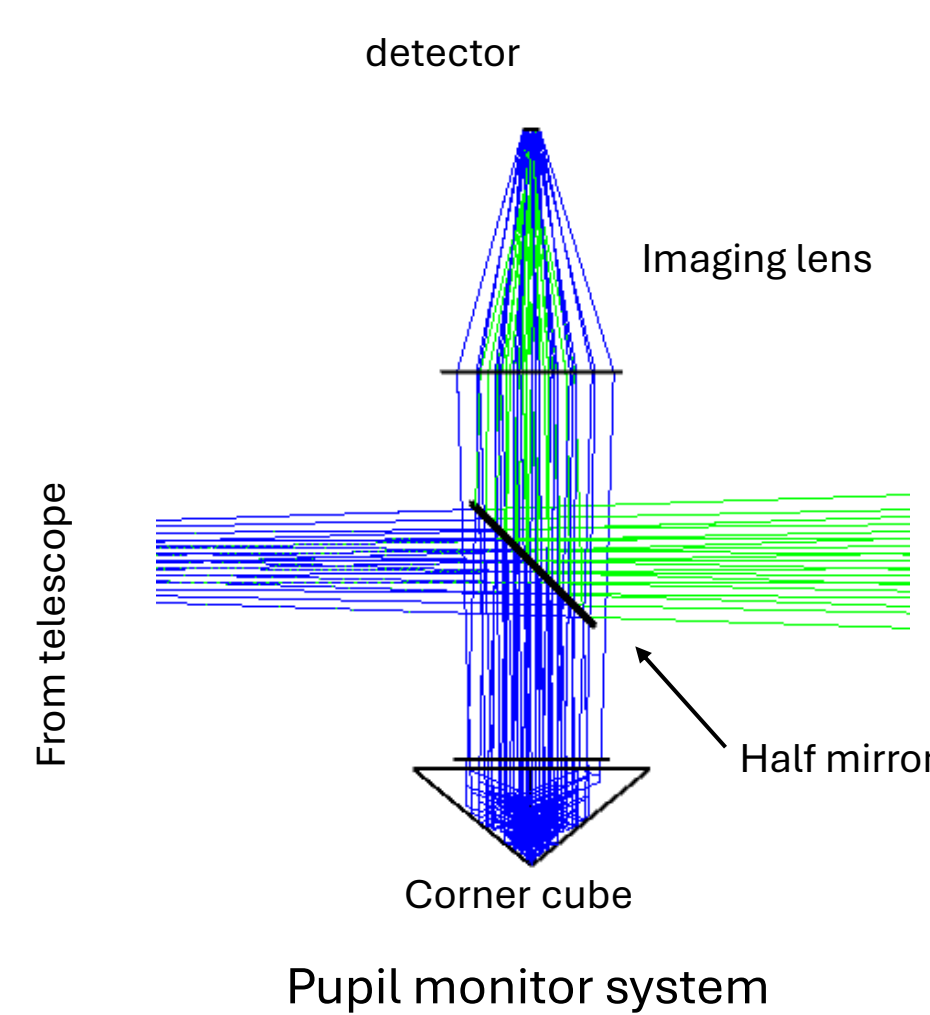 detector
Imaging lens
From telescope
Half mirror
Corner cube
Pupil monitor system